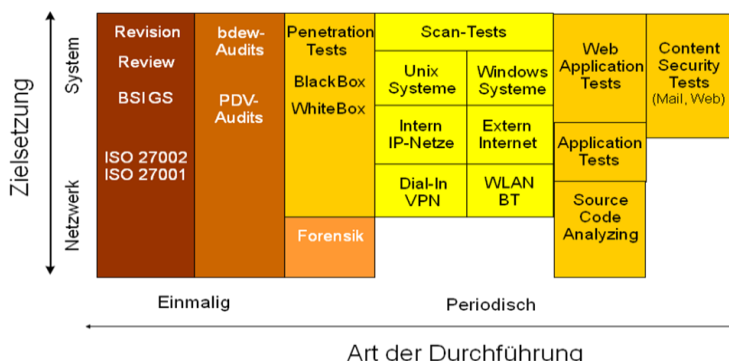 Zielsetzung
System
Netzwerk
Revision
Review
BSI GS
ISO 27002
ISO 27001
bdew-
Audits
PDV-
Audits
Penetration
Tests
BlackBox
WhiteBox
Forensik
Scan-Tests
Unix
Systeme
Windows
Systeme
Intern
IP-Netze
Extern
Internet
Dial-In
VPN
WLAN
BT
Web
Application
Tests
Application
Tests
Source
Code
Analyzing
Content
Security
Tests
(Mail, Web)
Einmalig
Periodisch
Art der Durchführung